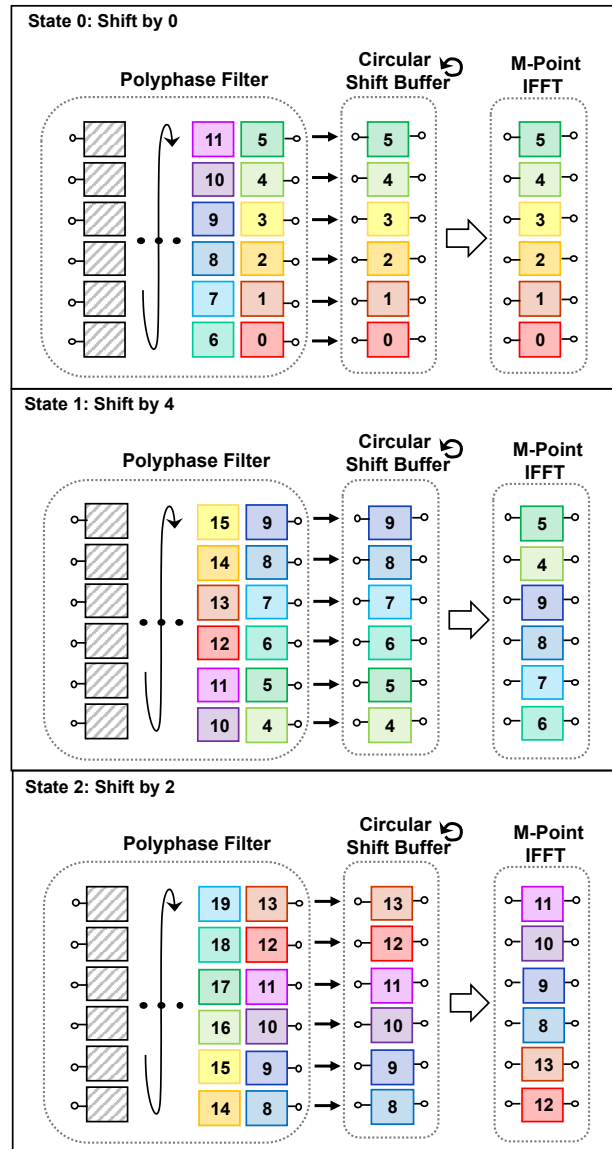 State 0: Shift by 0
Polyphase Filter
Circular
Shift Buffer
M-Point
IFFT
11 5 5 5
10 4 4 4
9 3 3 3
8 2 2 2
7 1 1 1
6 0 0 0
State 1: Shift by 4
Polyphase Filter
Circular
Shift Buffer
M-Point
IFFT
15 9 9 5
14 8 8 4
13 7 7 9
12 6 6 8
11 5 5 7
10 4 4 6
State 2: Shift by 2
Polyphase Filter
Circular
Shift Buffer
M-Point
IFFT
19 13 13 11
18 12 12 10
17 11 11 9
16 10 10 8
15 9 9 13
14 8 8 12